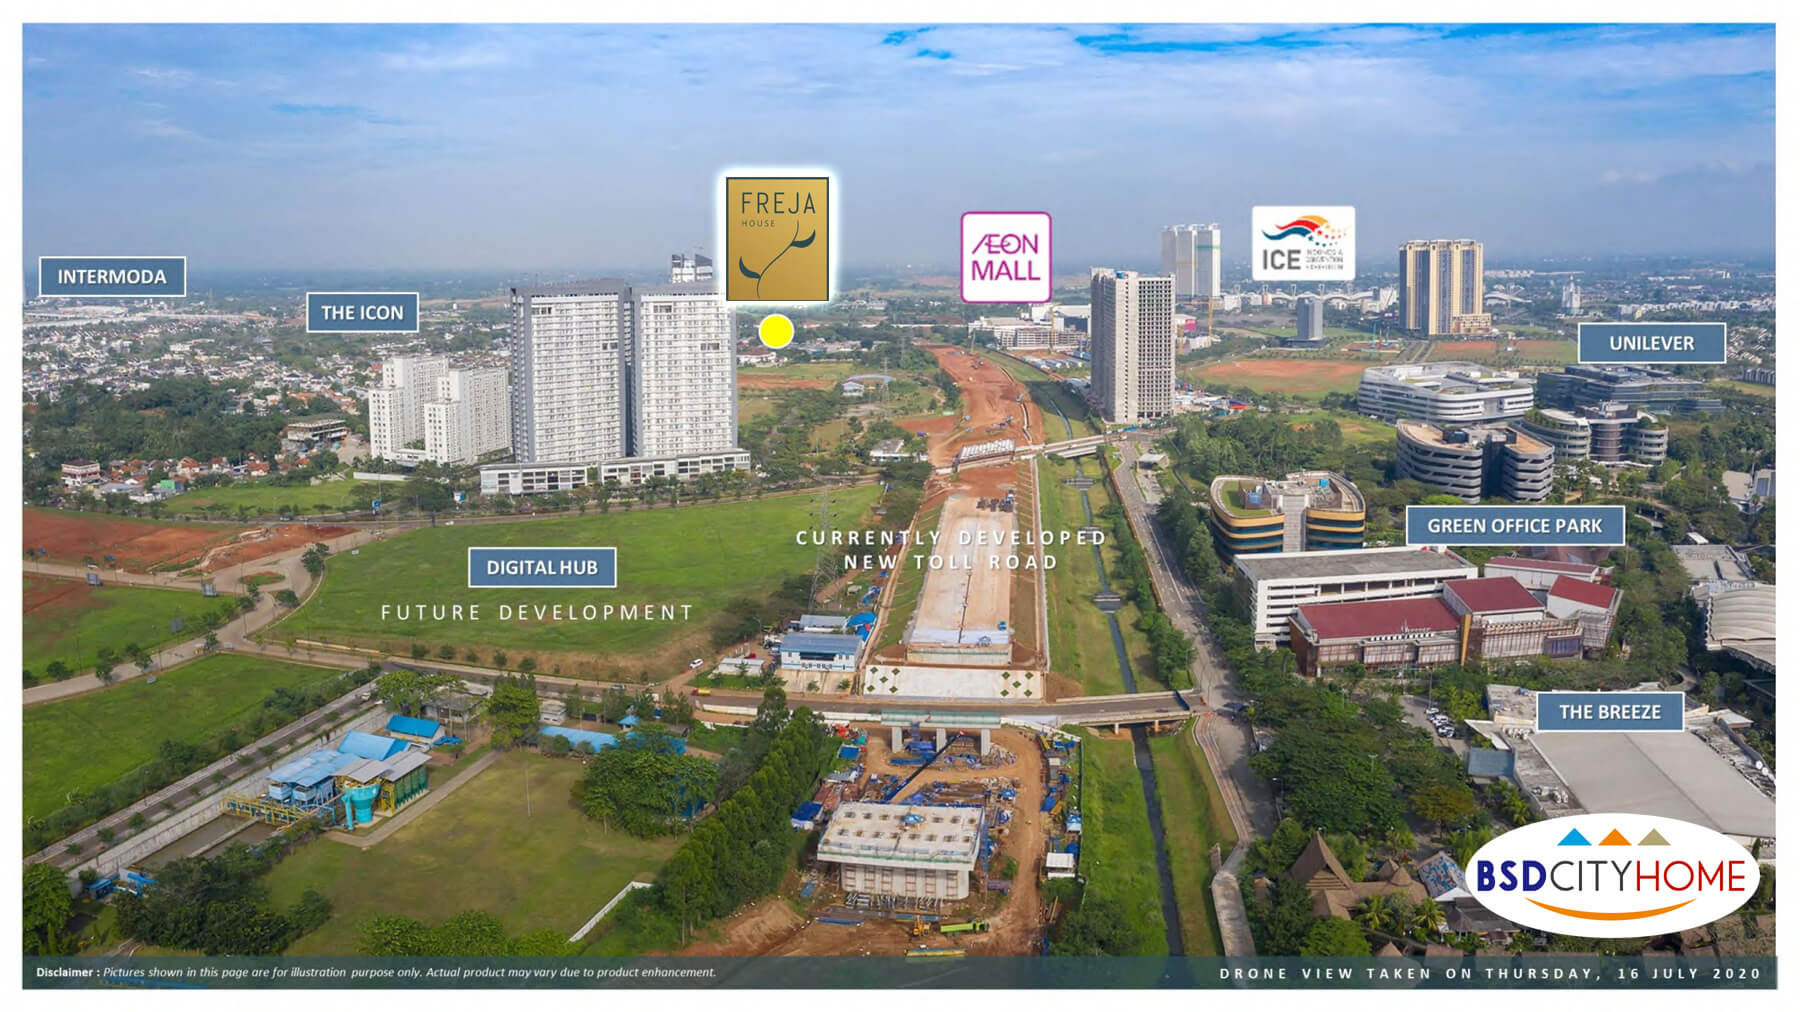 FREJA
HOUSE
ÆON
MALL
ICE
INTERMODA
THE ICON
UNILEVER
GREEN OFFICE PARK
CURRENTLY DEVELOPED
NEW TOLL ROAD
DIGITAL HUB
FUTURE DEVELOPMENT
THE BREEZE
BSDCITYHOME
Disclaimer : Pictures shown in this page are for illustration purpose only. Actual product may vary due to product enhancement.
DRONE VIEW TAKEN ON THURSDAY, 16 JULY 2020